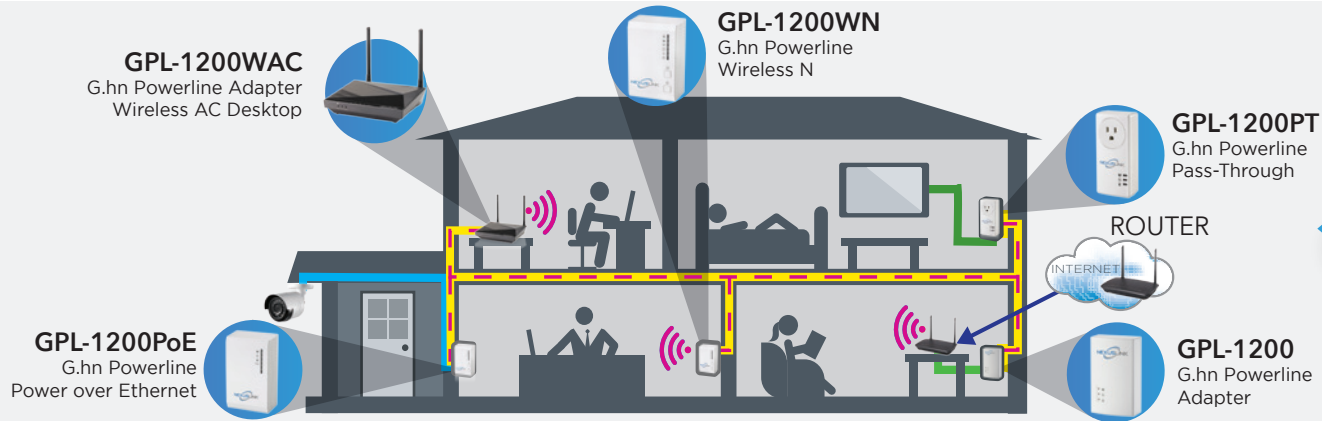 GPL-1200WAC
G.hn Powerline Adapter
Wireless AC Desktop
GPL-1200WN
G.hn Powerline
Wireless N
GPL-1200PT
G.hn Powerline
Pass-Through
ROUTER
INTERNET
GPL-1200PoE
G.hn Powerline
Power over Ethernet
GPL-1200
G.hn Powerline
Adapter
NEXUSLINK